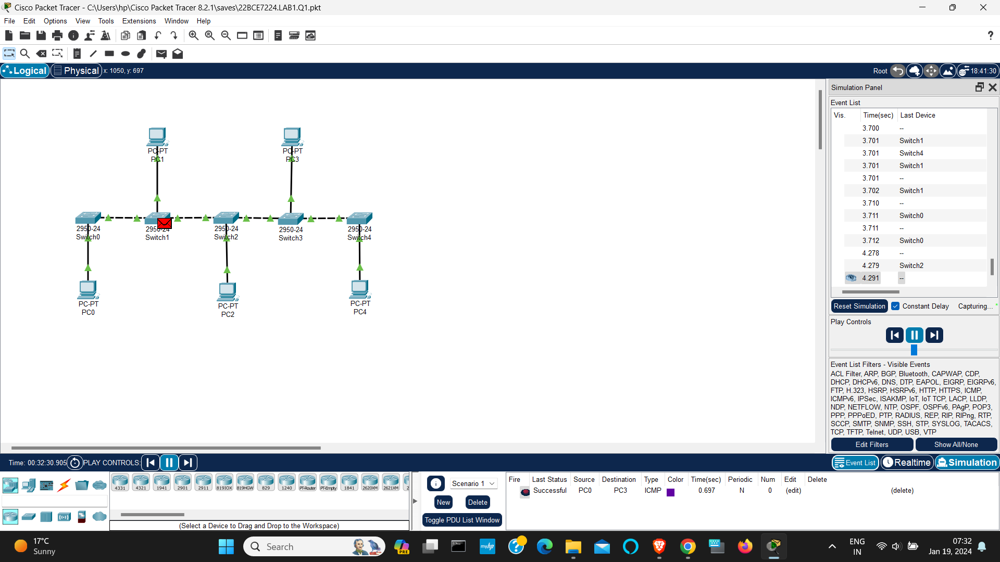 Cisco Packet Tracer - C:\Users\hp\Cisco Packet Tracer 8.2.1\saves\22BCE7224.LAB1.Q1.pkt
File Edit Options View Tools Extensions Window Help
?
Logical Physical x: 1050, y: 697 Root 18:41:30
Simulation Panel
Event List
Vis. Time(sec) Last Device
3.700 --
3.701 Switch1
3.701 Switch4
3.701 Switch1
3.701 --
3.702 Switch1
3.710 --
3.711 Switch0
3.711 --
3.712 Switch0
4.278 --
4.279 Switch2
4.291 --
Reset Simulation Constant Delay Capturing...
Play Controls
Event List Filters - Visible Events
ACL Filter, ARP, BGP, Bluetooth, CAPWAP, CDP,
DHCP, DHCPv6, DNS, DTP, EAPOL, EIGRP, EIGRPv6,
FTP, H.323, HSRP, HSRPv6, HTTP, HTTPS, ICMP,
ICMPv6, IPSec, ISAKMP, IoT, IoT TCP, LACP, LLDP,
NDP, NETFLOW, NTP, OSPF, OSPFv6, PAgP, POP3,
PPP, PPPoED, PTP, RADIUS, REP, RIP, RIPng, RTP,
SCCP, SMTP, SNMP, SSH, STP, SYSLOG, TACACS,
TCP, TFTP, Telnet, UDP, USB, VTP
Edit Filters Show All/None
PC-PT
PC1
PC-PT
PC3
2950-24
Switch0
2950-24
Switch1
2950-24
Switch2
2950-24
Switch3
2950-24
Switch4
PC-PT
PC0
PC-PT
PC2
PC-PT
PC4
Time: 00:32:30.905 PLAY CONTROLS: Event List Realtime Simulation
4331 4321 1941 2901 2911 819IOX 819HGW 829 1240 PT-Router PT-Empty 1841 2620XM 2621XM 2
(Select a Device to Drag and Drop to the Workspace)
Scenario 1
New Delete
Toggle PDU List Window
Fire Last Status Source Destination Type Color Time(sec) Periodic Num Edit Delete
Successful PC0 PC3 ICMP 0.697 N 0 (edit) (delete)
17°C
Sunny
Search
PRE
myhp
ENG
IN
07:32
Jan 19, 2024